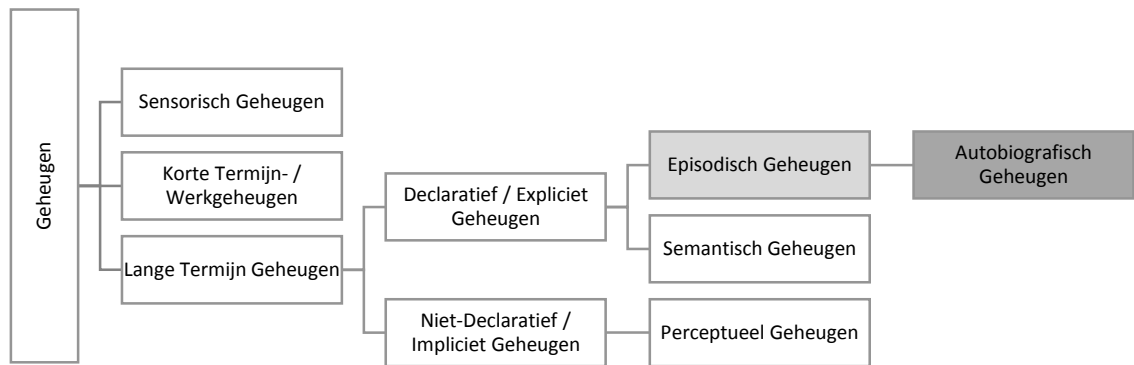 Geheugen
Sensorisch Geheugen
Korte Termijn- /
Werkgeheugen
Lange Termijn Geheugen
Declaratief / Expliciet
Geheugen
Niet-Declaratief /
Impliciet Geheugen
Episodisch Geheugen
Semantisch Geheugen
Perceptueel Geheugen
Autobiografisch
Geheugen